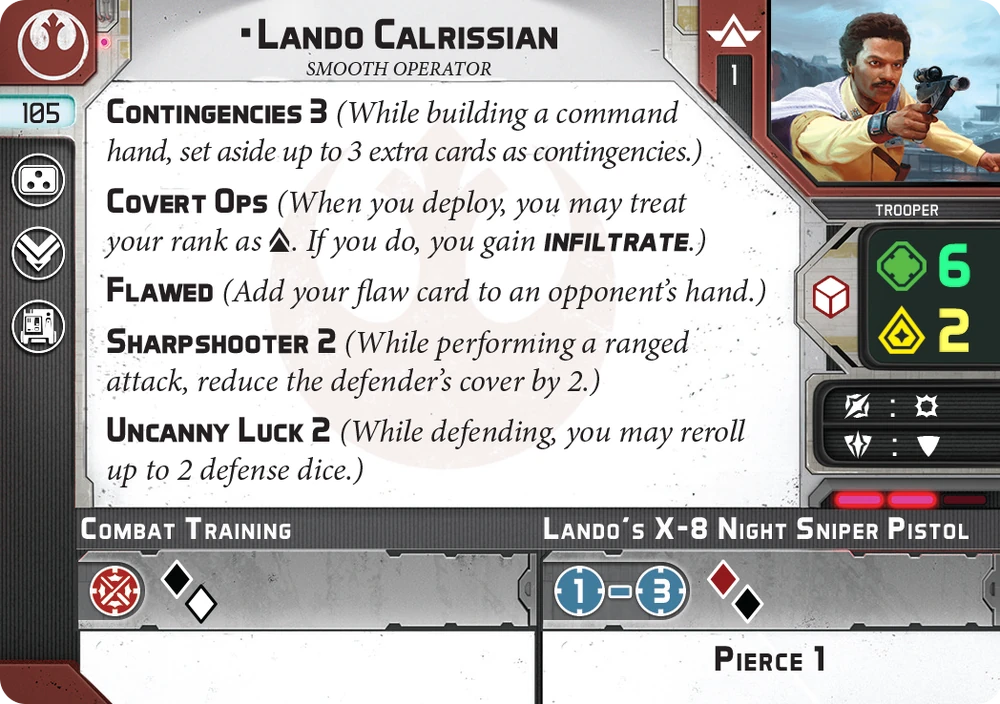 ▪Lando Calrissian
Smooth Operator
1
105
Contingencies 3 (While building a command
hand, set aside up to 3 extra cards as contingencies.)
Covert Ops (When you deploy, you may treat
your rank as . If you do, you gain Infiltrate.)
Flawed (Add your flaw card to an opponent's hand.)
Sharpshooter 2 (While performing a ranged
attack, reduce the defender's cover by 2.)
Uncanny Luck 2 (While defending, you may reroll
up to 2 defense dice.)
Trooper
6
2
:
:
Combat Training
Lando's X-8 Night Sniper Pistol
1 – 3
Pierce 1